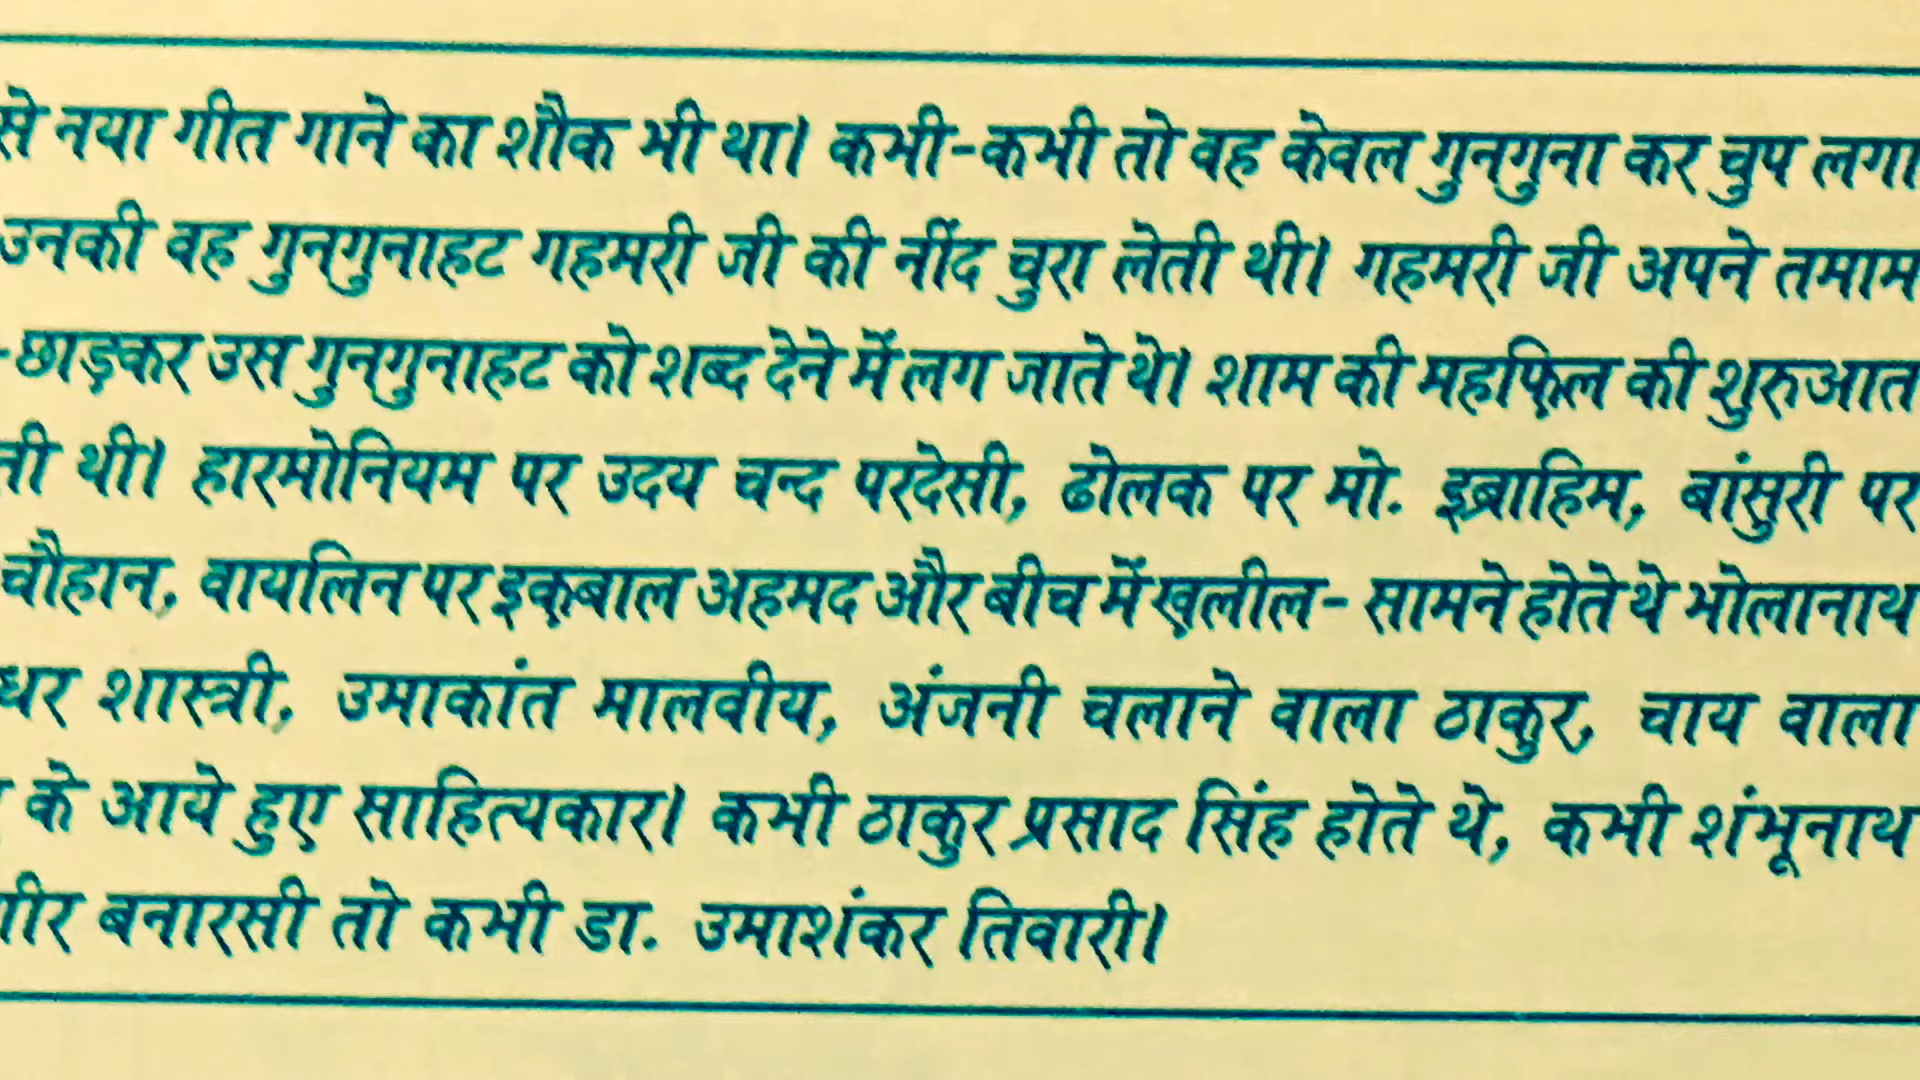 से नया गीत गाने का शौक भी था। कभी-कभी तो वह केवल गुनगुना कर चुप लगा
उनकी वह गुनगुनाहट गहमरी जी की नींद चुरा लेती थी। गहमरी जी अपने तमाम
-छाड़कर उस गुनगुनाहट को शब्द देने में लग जाते थे। शाम की महफ़िल की शुरुआत
ती थी। हारमोनियम पर उदय चन्द परदेसी, ढोलक पर मो. इब्राहिम, बांसुरी पर
चौहान, वायलिन पर इक़बाल अहमद और बीच में ख़लील- सामने होते थे भोलानाथ
धर शास्त्री, उमाकांत मालवीय, अंजनी चलाने वाला ठाकुर, चाय वाला
के आये हुए साहित्यकार। कभी ठाकुर प्रसाद सिंह होते थे, कभी शंभूनाथ
गीर बनारसी तो कभी डा. उमाशंकर तिवारी।